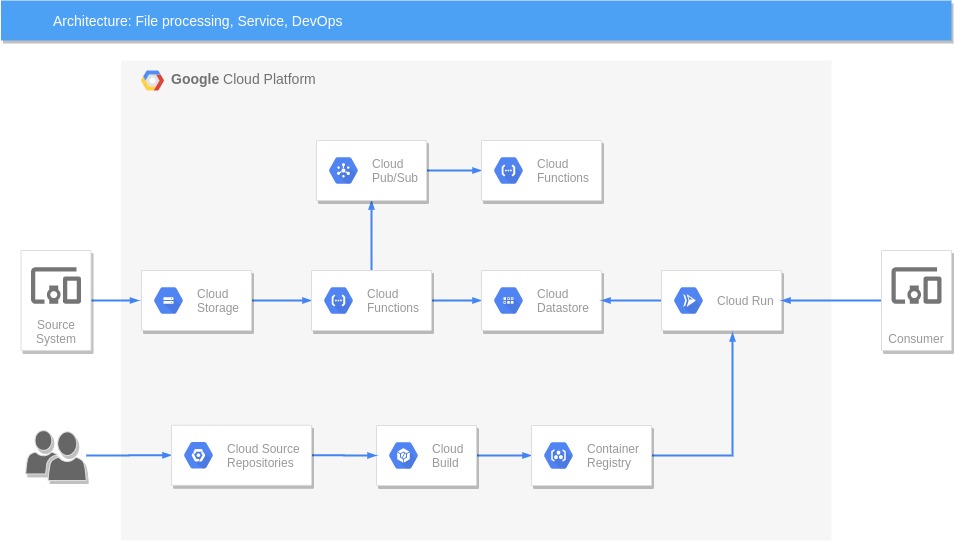 Architecture: File processing, Service, DevOps
Google Cloud Platform
Cloud
Pub/Sub
Cloud
Functions
Source
System
Cloud
Storage
Cloud
Functions
Cloud
Datastore
Cloud Run
Consumer
Cloud Source
Repositories
Cloud
Build
Container
Registry